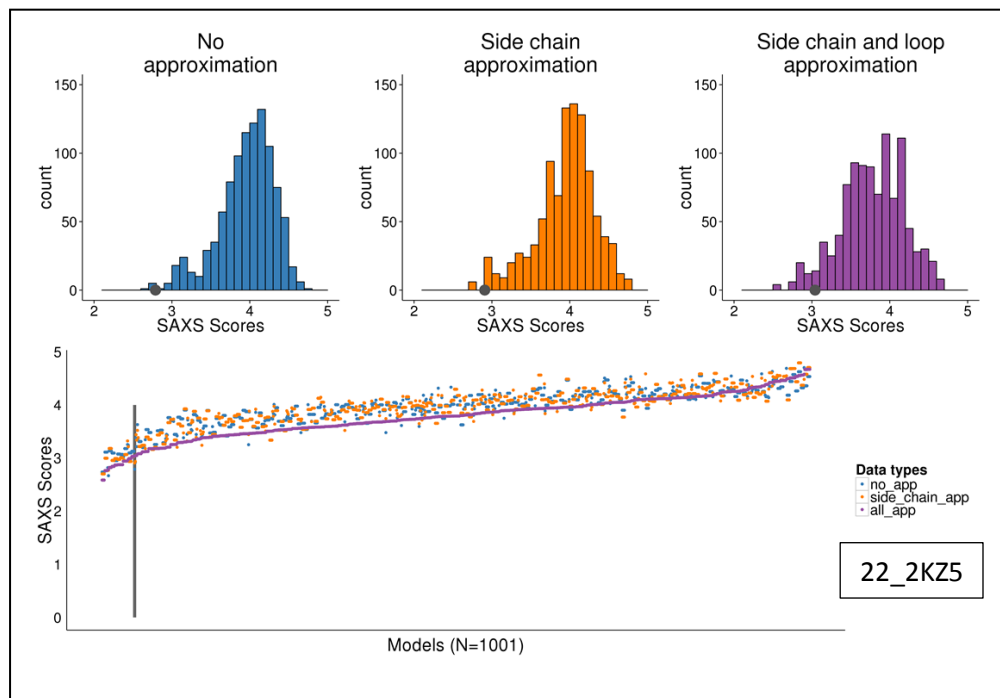 No
approximation
Side chain
approximation
Side chain and loop
approximation
150
100
50
0
count
2
3
4
5
SAXS Scores
150
100
50
0
count
2
3
4
5
SAXS Scores
150
100
50
0
count
2
3
4
5
SAXS Scores
5
4
3
2
1
0
SAXS Scores
Models (N=1001)
Data types
no_app
side_chain_app
all_app
22_2KZ5